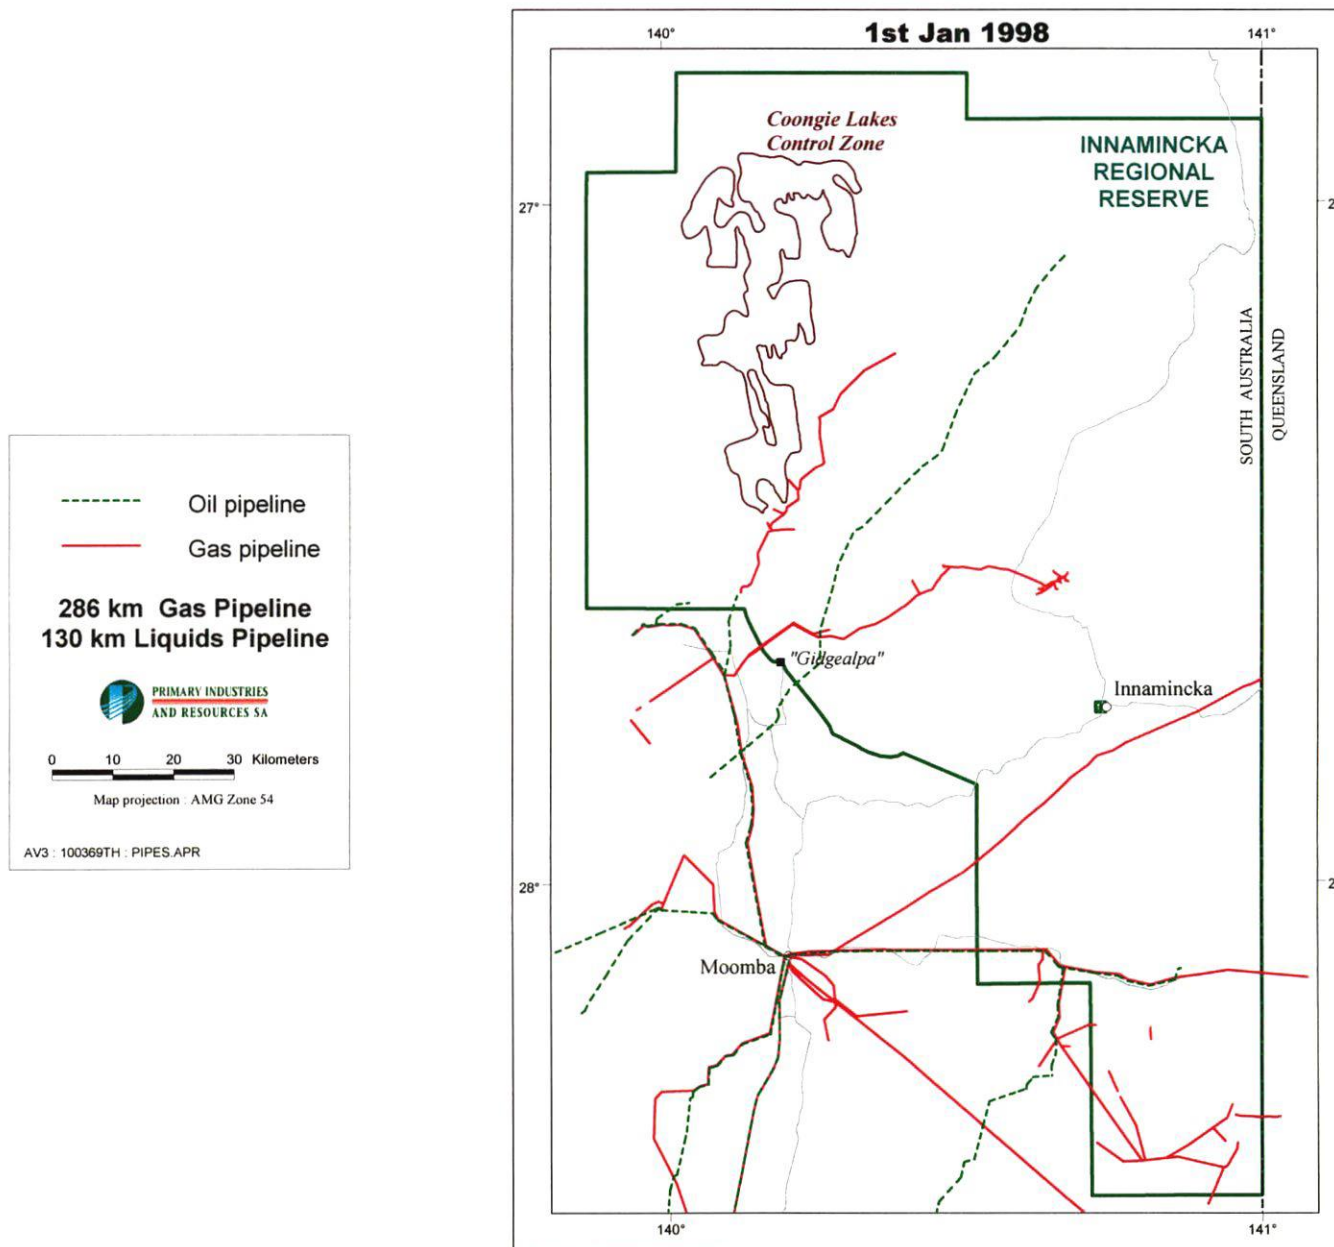 1st Jan 1998
140°
141°
Coongie Lakes
Control Zone
INNAMINCKA
REGIONAL
RESERVE
27°
2
SOUTH AUSTRALIA
QUEENSLAND
"Gidgealpa"
Innamincka
28°
2
Moomba
140°
141°
Oil pipeline
Gas pipeline
286 km Gas Pipeline
130 km Liquids Pipeline
PRIMARY INDUSTRIES
AND RESOURCES SA
0 10 20 30 Kilometers
Map projection : AMG Zone 54
AV3 : 100369TH : PIPES.APR